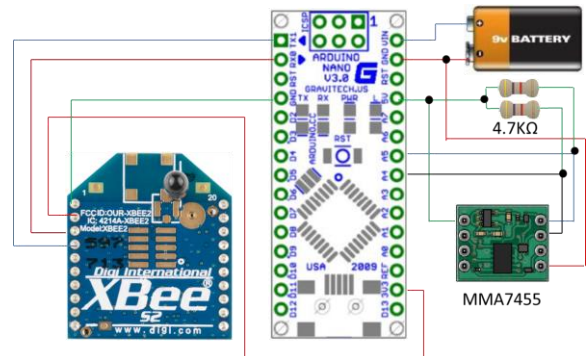 ICSP
1
TX1
RX0
RST
GND
D2
D3
D4
D5
D6
D7
D8
D9
D10
D11
D12
ARDUINO
NANO
V3.0
G
GRAVITECH.US
TX RX PWR L
ARDUINO.CC
RST
USA 2009
VIN
GND
RST
5V
A7
A6
A5
A4
A3
A2
A1
A0
REF
3V3
D13
9v BATTERY
4.7KΩ
MMA7455
1
20
FCCID:OUR-XBEE2
IC: 4214A-XBEE2
Model:XBEE2
Digi International
XBee®
S2
www.digi.com